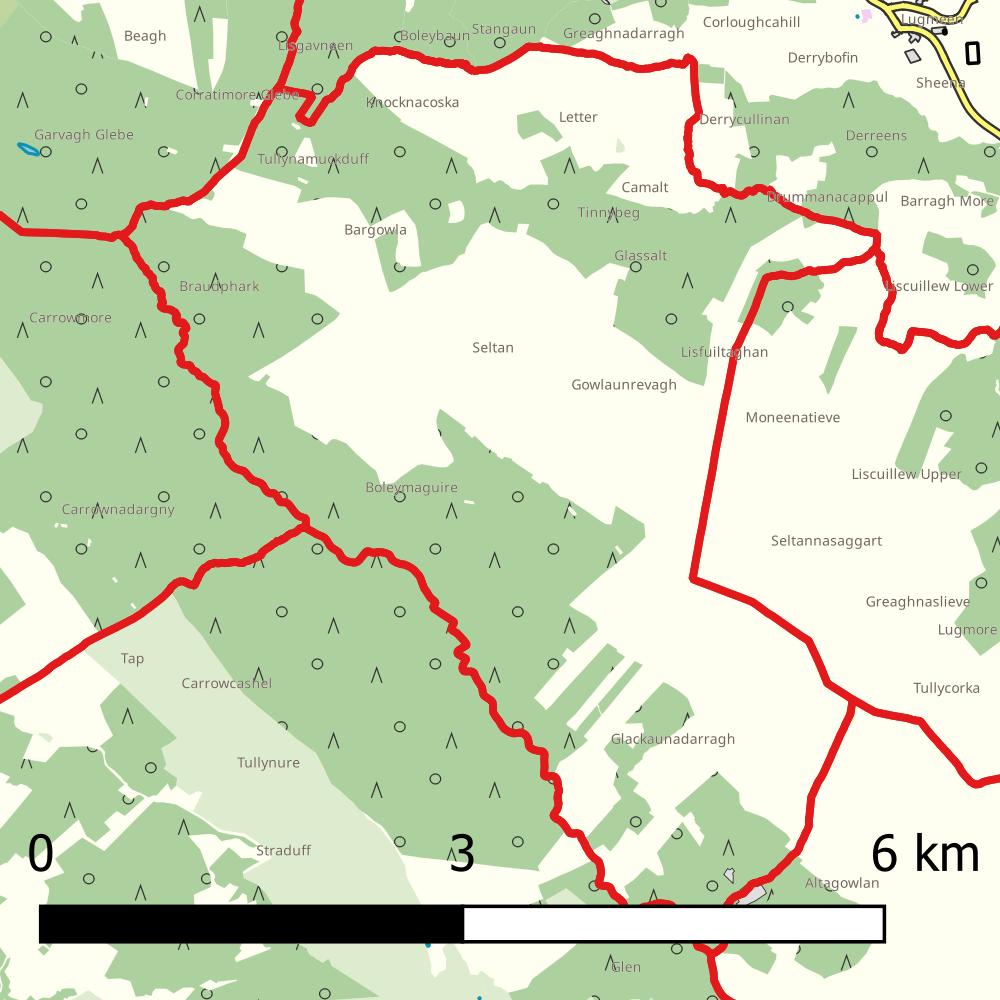 Corloughcahill
Lugmeen
Stangaun
Greaghnadarragh
Boleybaun
Beagh
Lisgavneen
Derrybofin
Sheena
Corratimore Glebe
Knocknacoska
Letter
Derrycullinan
Garvagh Glebe
Derreens
Tullynamuckduff
Camalt
Drummanacappul
Barragh More
Tinnybeg
Bargowla
Glassalt
Braudphark
Liscuillew Lower
Carrowmore
Seltan
Lisfuiltaghan
Gowlaunrevagh
Moneenatieve
Liscuillew Upper
Boleymaguire
Carrownadargny
Seltannasaggart
Greaghnaslieve
Lugmore
Tap
Carrowcashel
Tullycorka
Glackaunadarragh
Tullynure
Straduff
0 3 6 km
Altagowlan
Glen